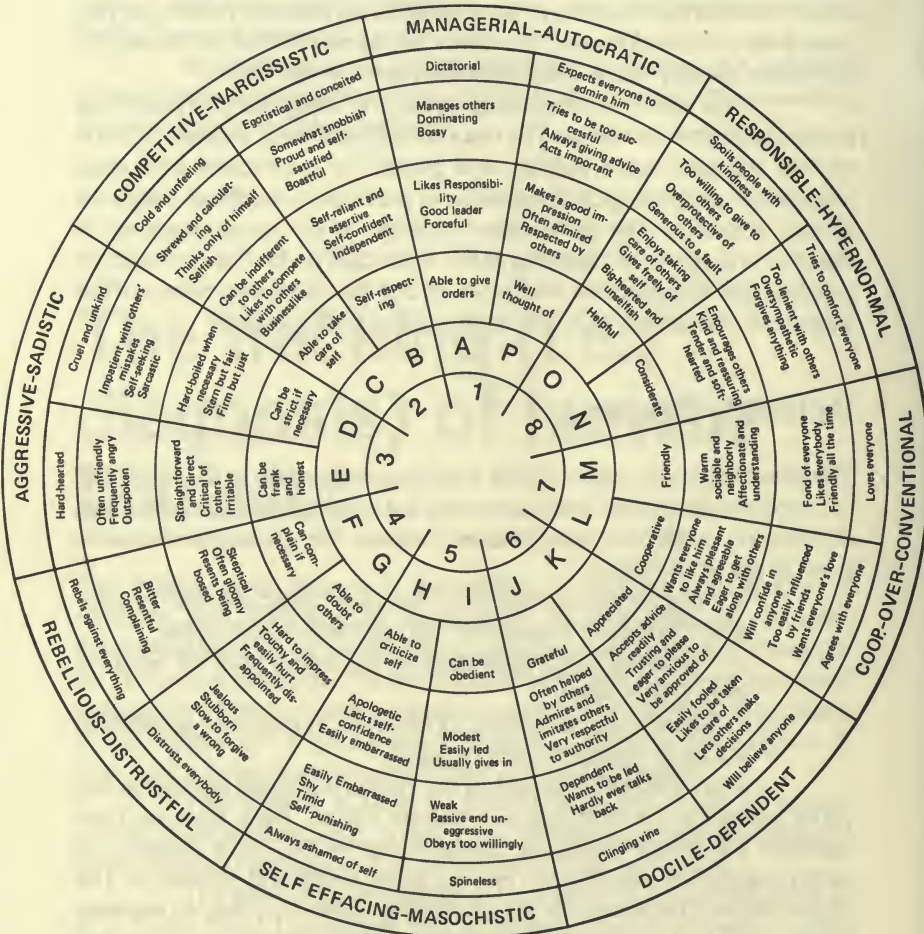 MANAGERIAL-AUTOCRATIC
Dictatorial
Manages others
Dominating
Bossy
Likes Responsibi-
lity
Good leader
Forceful
Able to give
orders
A
Expects everyone to
admire him
Tries to be too suc-
cessful
Always giving advice
Acts important
Makes a good im-
pression
Often admired
Respected by
others
Well
thought of
P
1
RESPONSIBLE-HYPERNORMAL
Spoils people with
kindness
Too willing to give to
others
Overprotective of
others
Generous to a fault
Enjoys taking
care of others
Gives freely of
self
Big-hearted and
unselfish
Helpful
O
Tries to comfort everyone
Too lenient with others
Oversympathetic
Forgives anything
Encourages others
Kind and reassuring
Tender and soft-
hearted
Considerate
N
8
COOP.-OVER-CONVENTIONAL
Loves everyone
Fond of everyone
Likes everybody
Friendly all the time
Warm
sociable and
neighborly
Affectionate and
understanding
Friendly
M
Agrees with everyone
Will confide in
anyone
Too easily influenced
by friends
Wants everyone's love
Wants everyone
to like him
Always pleasant
and agreeable
Eager to get
along with others
Cooperative
L
7
DOCILE-DEPENDENT
Will believe anyone
Easily fooled
Likes to be taken
care of
Lets others make
decisions
Accepts advice
readily
Trusting and
eager to please
Very anxious to
be approved of
Appreciated
K
Clinging vine
Dependent
Wants to be led
Hardly ever talks
back
Often helped
by others
Admires and
imitates others
Very respectful
to authority
Grateful
J
6
SELF EFFACING-MASOCHISTIC
Spineless
Weak
Passive end un-
eggressive
Obeys too willingly
Modest
Easily led
Usually gives in
Can be
obedient
I
Always ashamed of self
Easily Embarrassed
Shy
Timid
Self-punishing
Apologetic
Lacks self-
confidence
Easily embarrassed
Able to
criticize
self
H
5
REBELLIOUS-DISTRUSTFUL
Distrusts everybody
Jealous
Stubborn
Slow to forgive
a wrong
Hard to impress
Touchy and
easily hurt
Frequently dis-
appointed
Able to
doubt
others
G
Rebels against everything
Bitter
Resentful
Complaining
Skeptical
Often gloomy
Resents being
bossed
Can com-
plain if
necessary
F
4
AGGRESSIVE-SADISTIC
Hard-hearted
Often unfriendly
Frequently angry
Outspoken
Straightforward
and direct
Critical of
others
Irritable
Can be
frank
and
honest
E
Cruel and unkind
Impatient with others'
mistakes
Self-seeking
Sarcastic
Hard-boiled when
necessary
Stern but fair
Firm but just
Can be
strict if
necessary
D
3
COMPETITIVE-NARCISSISTIC
Cold and unfeeling
Shrewd and calculat-
ing
Thinks only of himself
Selfish
Can be indifferent
to others
Likes to compete
with others
Businesslike
Able to take
care of
self
C
Egotistical and conceited
Somewhat snobbish
Proud and self-
satisfied
Boastful
Self-reliant and
assertive
Self-confident
Independent
Self-respect-
ing
B
2